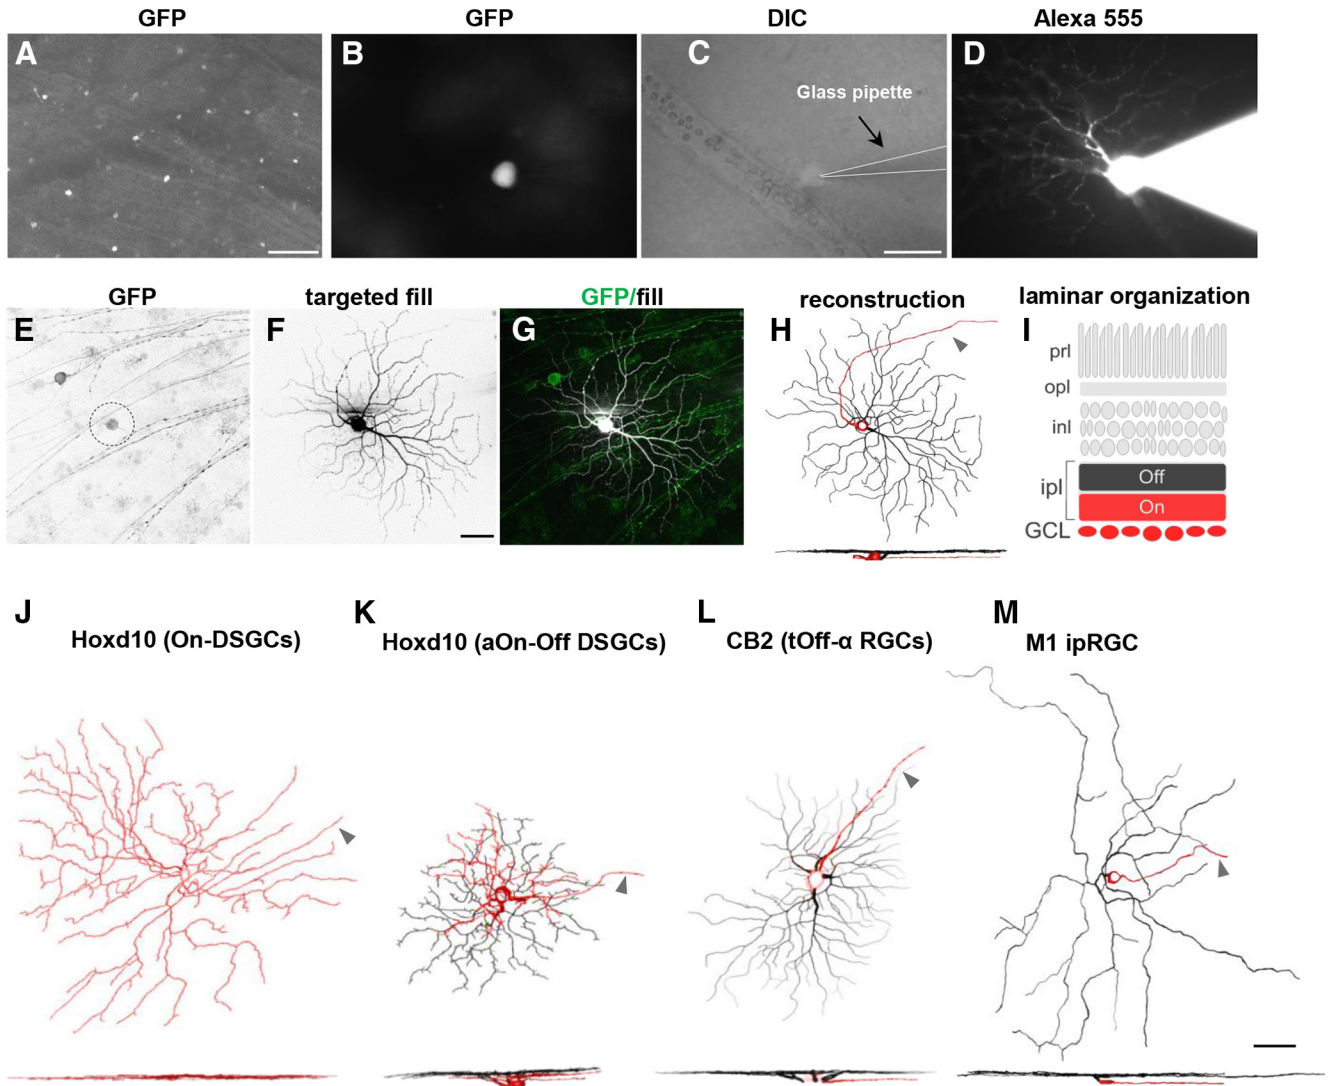 GFP
GFP
DIC
Alexa 555
A
B
C
D
Glass pipette
GFP
targeted fill
GFP/fill
reconstruction
laminar organization
E
F
G
H
I
prl
opl
inl
ipl
Off
On
GCL
J
K
L
M
Hoxd10 (On-DSGCs)
Hoxd10 (aOn-Off DSGCs)
CB2 (tOff-α RGCs)
M1 ipRGC